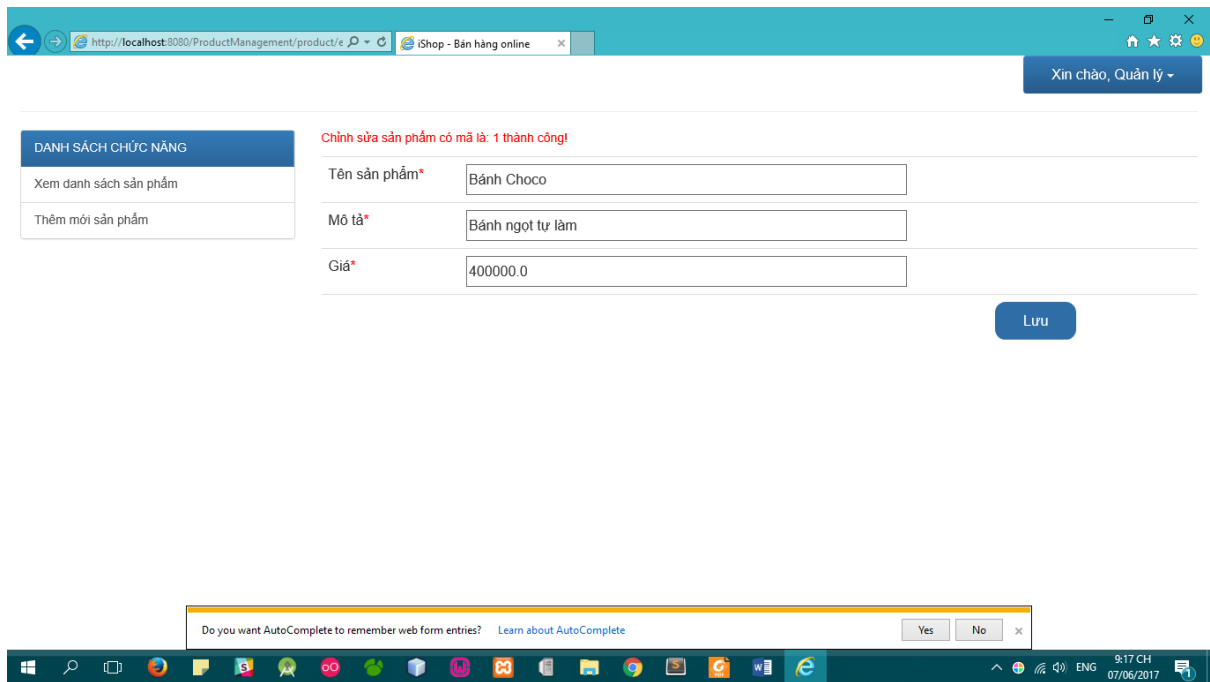 http://localhost:8080/ProductManagement/product/e
iShop - Bán hàng online
Xin chào, Quản lý
DANH SÁCH CHỨC NĂNG
Xem danh sách sản phẩm
Thêm mới sản phẩm
Chỉnh sửa sản phẩm có mã là: 1 thành công!
Tên sản phẩm*
Bánh Choco
Mô tả*
Bánh ngọt tự làm
Giá*
400000.0
Lưu
Do you want AutoComplete to remember web form entries? Learn about AutoComplete Yes No
ENG
9:17 CH
07/06/2017